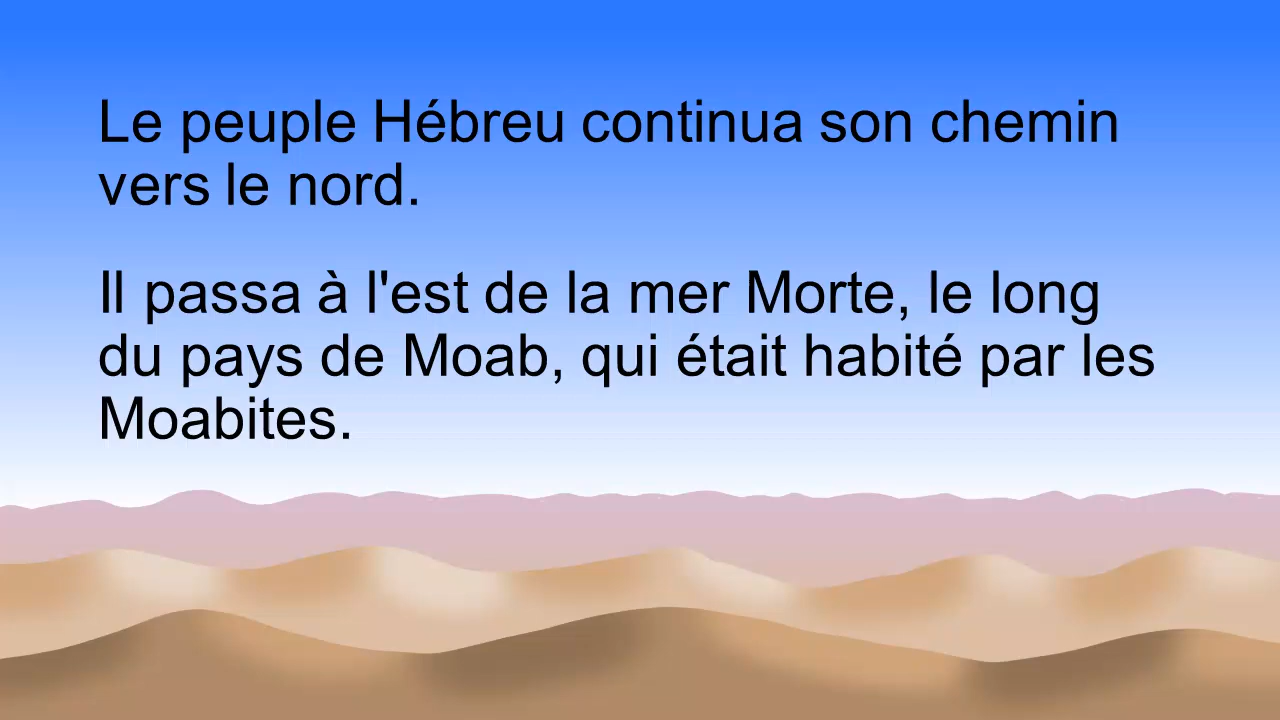 Le peuple Hébreu continua son chemin
vers le nord.
Il passa à l'est de la mer Morte, le long
du pays de Moab, qui était habité par les
Moabites.